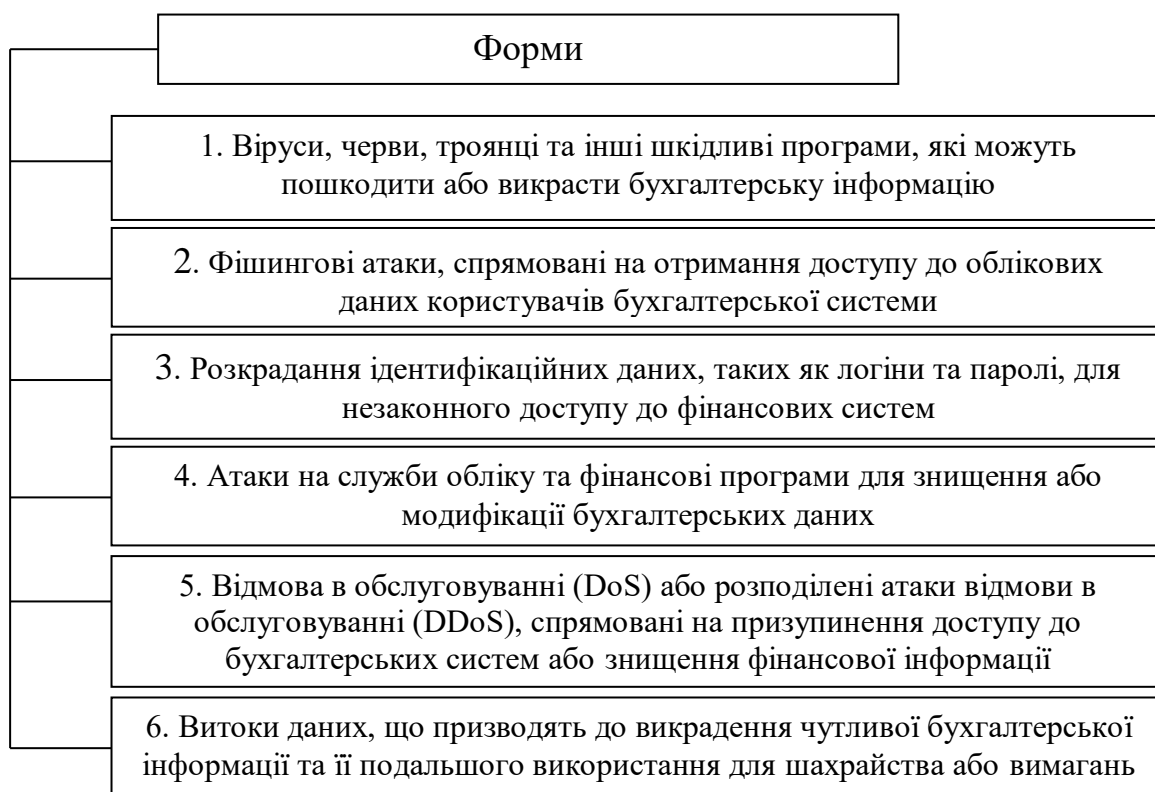 Форми
1. Віруси, черви, троянці та інші шкідливі програми, які можуть
пошкодити або викрасти бухгалтерську інформацію
2. Фішингові атаки, спрямовані на отримання доступу до облікових
даних користувачів бухгалтерської системи
3. Розкрадання ідентифікаційних даних, таких як логіни та паролі, для
незаконного доступу до фінансових систем
4. Атаки на служби обліку та фінансові програми для знищення або
модифікації бухгалтерських даних
5. Відмова в обслуговуванні (DoS) або розподілені атаки відмови в
обслуговуванні (DDoS), спрямовані на призупинення доступу до
бухгалтерських систем або знищення фінансової інформації
6. Витоки даних, що призводять до викрадення чутливої бухгалтерської
інформації та її подальшого використання для шахрайства або вимагань